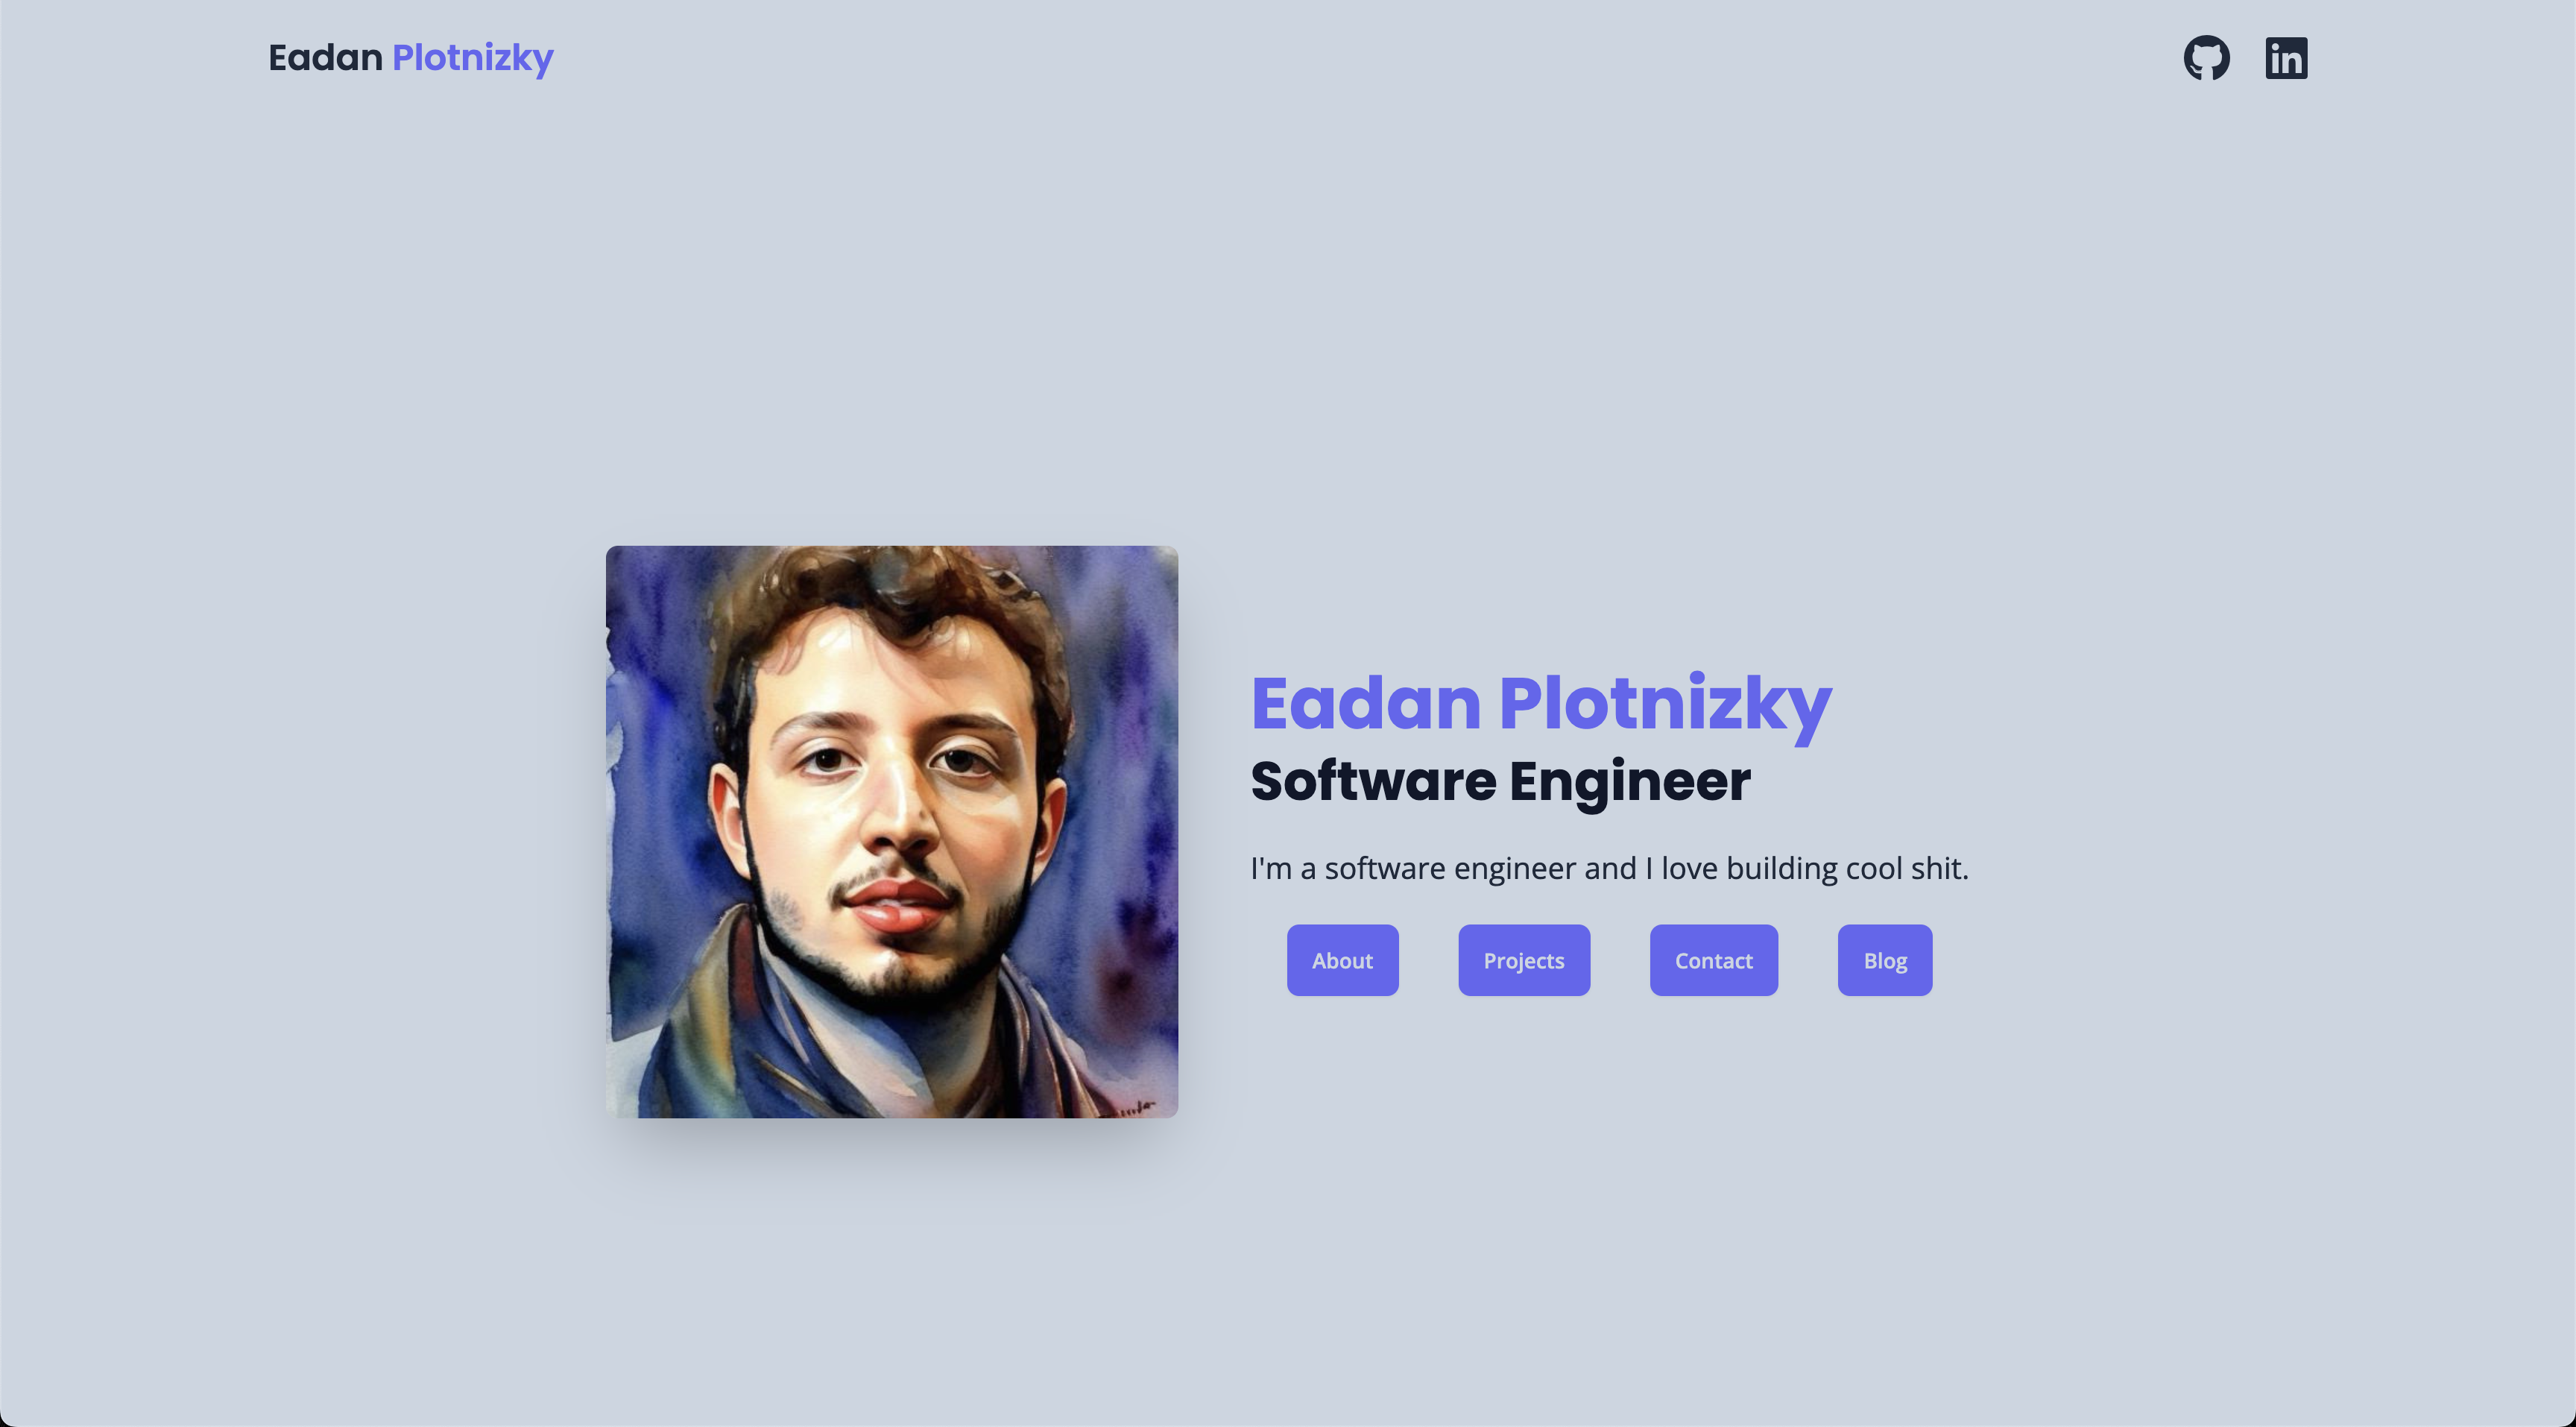 Eadan Plotnizky
in
Eadan Plotnizky
Software Engineer
I'm a software engineer and I love building cool shit.
About Projects Contact Blog